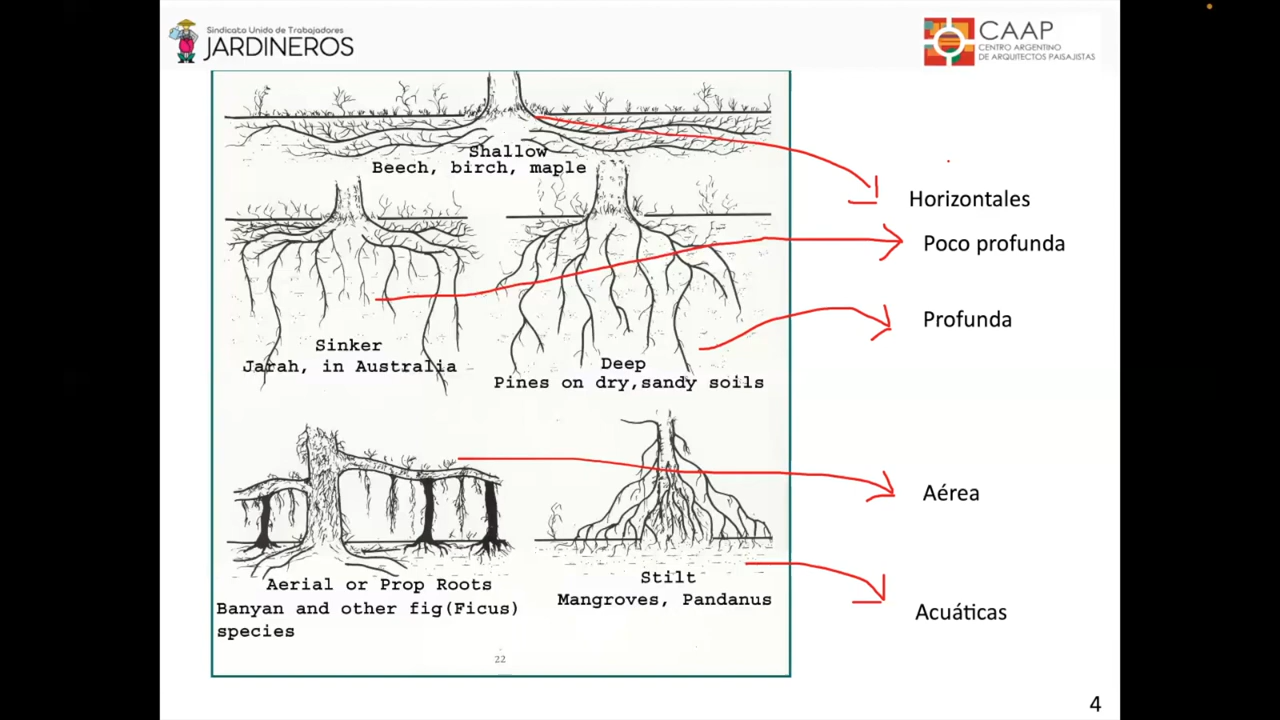 Sindicato Unido de Trabajadores
JARDINEROS
CAAP
CENTRO ARGENTINO
DE ARQUITECTOS PAISAJISTAS
Shallow
Beech, birch, maple
Horizontales
Poco profunda
Profunda
Sinker
Jarah, in Australia
Deep
Pines on dry,sandy soils
Aérea
Aerial or Prop Roots
Banyan and other fig(Ficus)
species
Stilt
Mangroves, Pandanus
Acuáticas
22
4